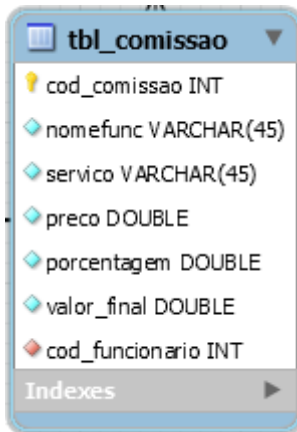 tbl_comissao
cod_comissao INT
nomefunc VARCHAR(45)
servico VARCHAR(45)
preco DOUBLE
porcentagem DOUBLE
valor_final DOUBLE
cod_funcionario INT
Indexes